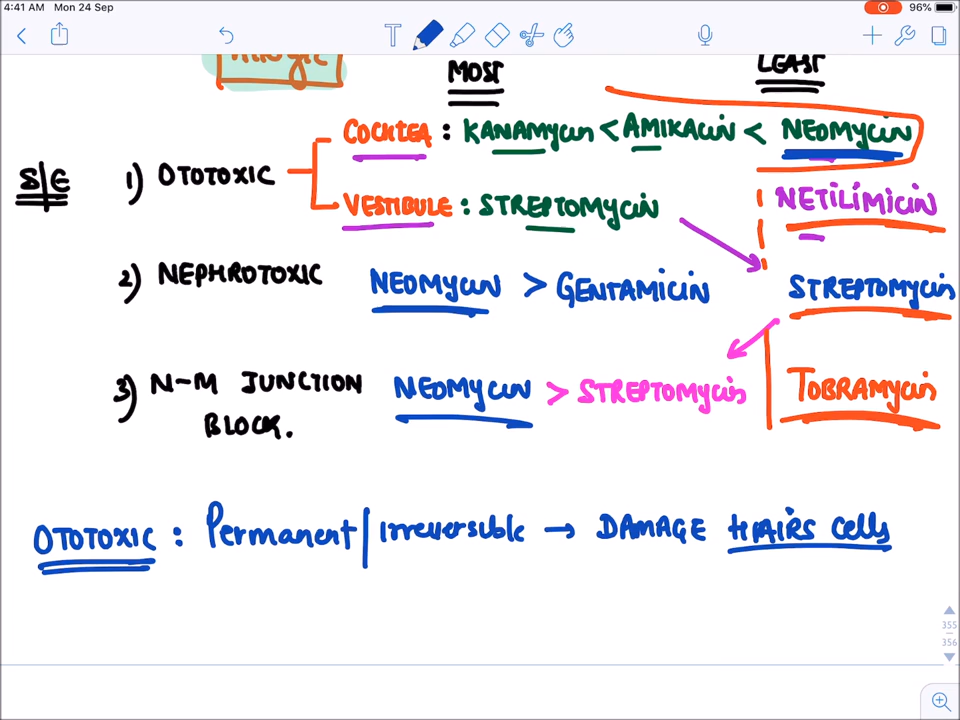 4:41 AM Mon 24 Sep
96%
MOST
LEAST
COCHLEA : KANAMYCIN < AMIKACIN < NEOMYCIN
S/E
1) OTOTOXIC
VESTIBULE : STREPTOMYCIN
NETILIMICIN
2) NEPHROTOXIC
NEOMYCIN > GENTAMICIN
STREPTOMYCIN
3) N-M JUNCTION BLOCK.
NEOMYCIN > STREPTOMYCIN
TOBRAMYCIN
OTOTOXIC : Permanent/Irreversible → DAMAGE HAIRS Cells
355
356